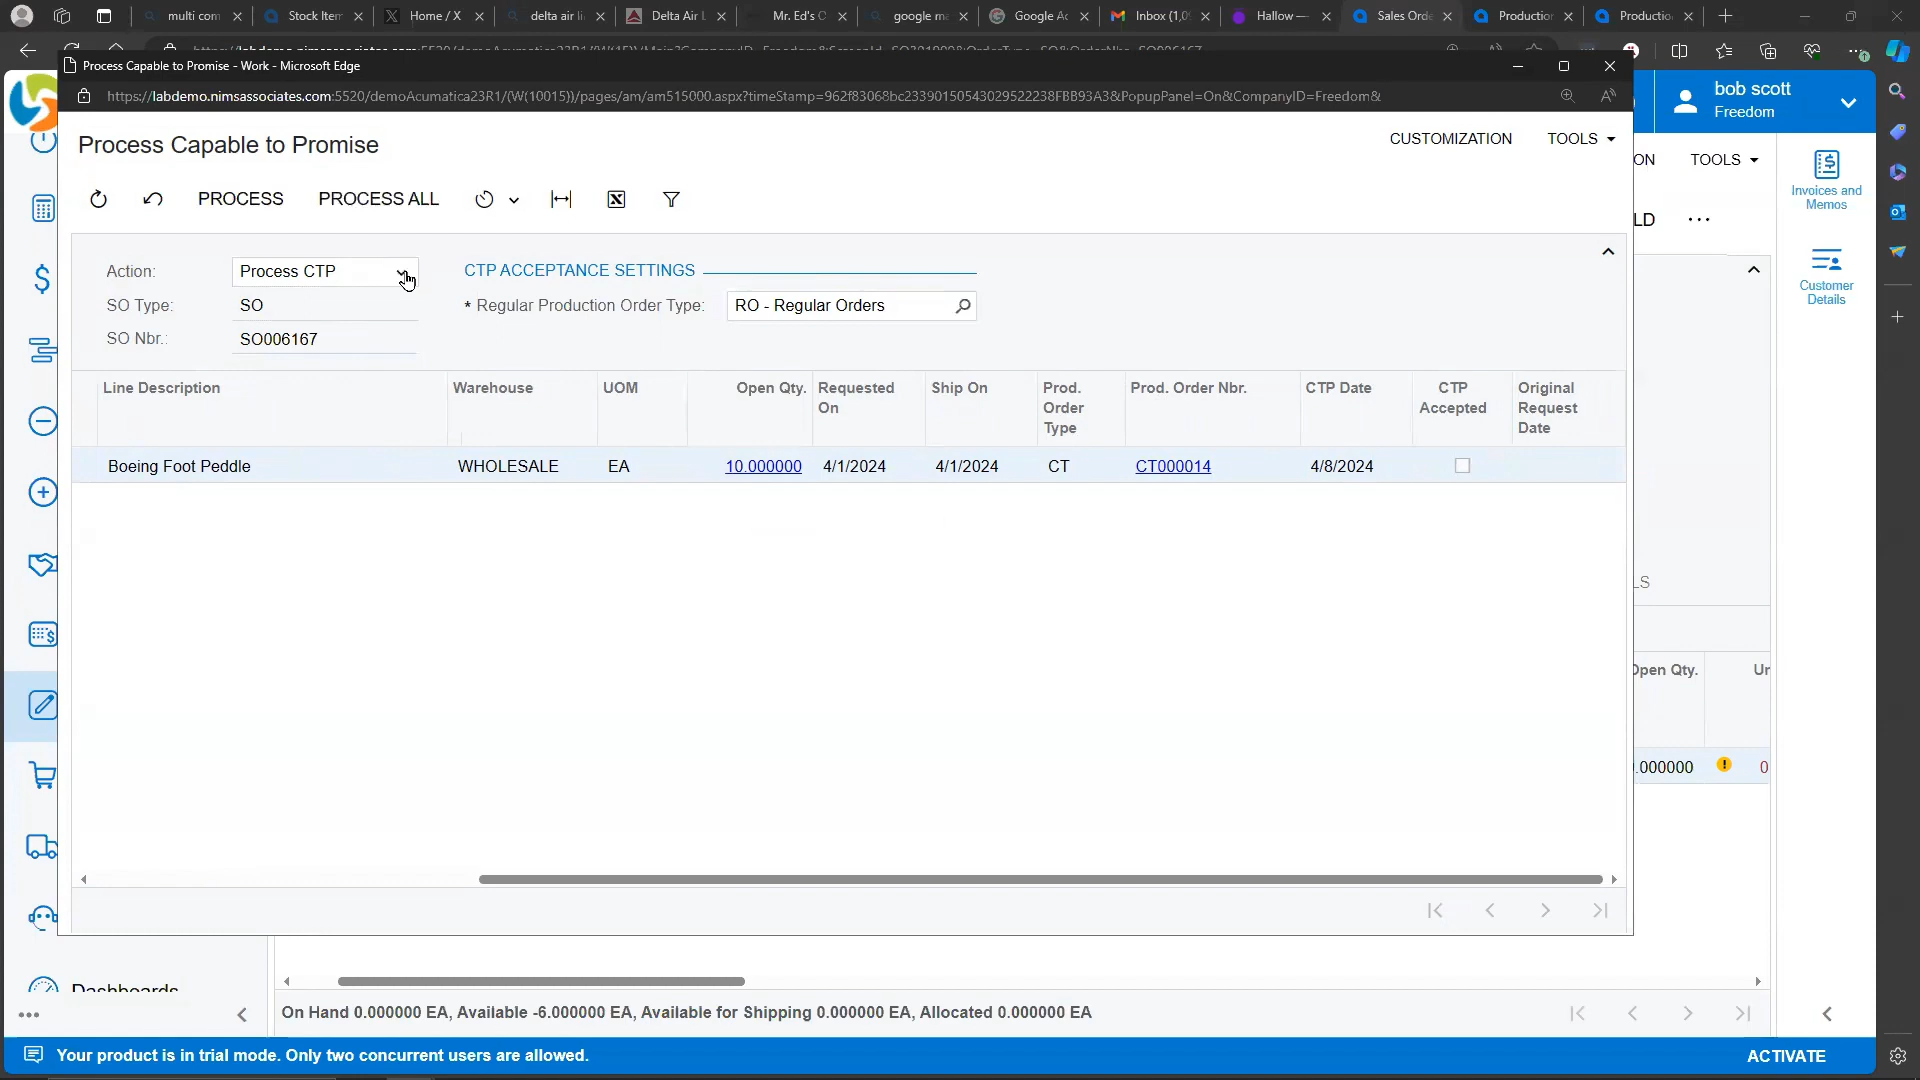 multi com
Stock Item
Home / X
delta air li
Delta Air L
Mr. Ed's C
google ma
Google Ac
Inbox (1,0
Hallow —
Sales Orde
Production
Productio
Process Capable to Promise - Work - Microsoft Edge
https://labdemo.nimsassociates.com:5520/demoAcumatica23R1/(W(10015))/pages/am/am515000.aspx?timeStamp=962f83068bc23390150543029522238FBB93A3&PopupPanel=On&CompanyID=Freedom&
bob scott
Freedom
Process Capable to Promise
CUSTOMIZATION
TOOLS
ON
TOOLS
PROCESS
PROCESS ALL
LD
Invoices and
Memos
Action:
Process CTP
CTP ACCEPTANCE SETTINGS
SO Type:
SO
* Regular Production Order Type:
RO - Regular Orders
Customer
Details
SO Nbr.:
SO006167
Line Description
Warehouse
UOM
Open Qty.
Requested
On
Ship On
Prod.
Order
Type
Prod. Order Nbr.
CTP Date
CTP
Accepted
Original
Request
Date
Boeing Foot Peddle
WHOLESALE
EA
10.000000
4/1/2024
4/1/2024
CT
CT000014
4/8/2024
LS
Open Qty.
Un
.000000
0
Dashboards
On Hand 0.000000 EA, Available -6.000000 EA, Available for Shipping 0.000000 EA, Allocated 0.000000 EA
Your product is in trial mode. Only two concurrent users are allowed.
ACTIVATE